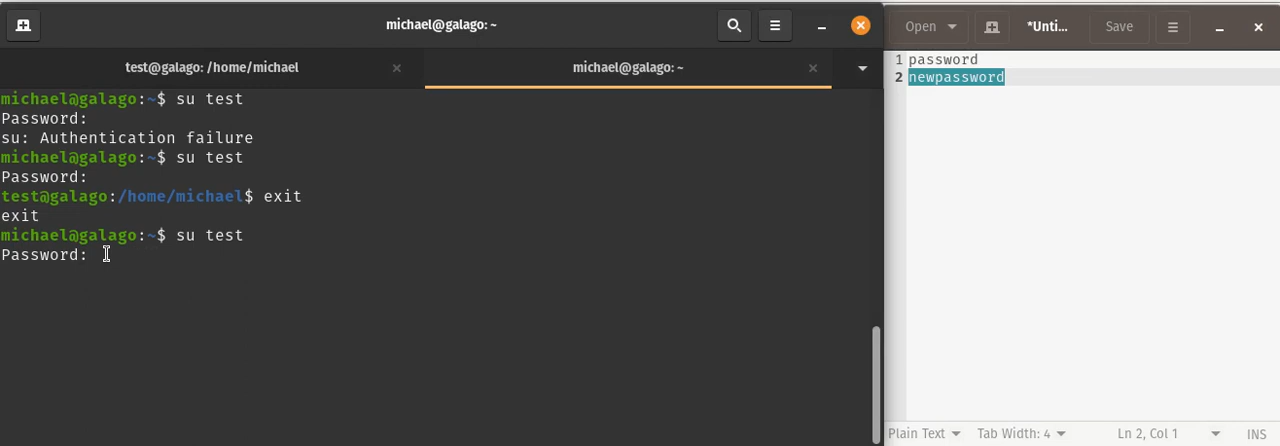 michael@galago: ~
test@galago: /home/michael
michael@galago: ~
michael@galago:~$ su test
Password:
su: Authentication failure
michael@galago:~$ su test
Password:
test@galago:/home/michael$ exit
exit
michael@galago:~$ su test
Password:
Open
*Unti...
Save
1 password
2 newpassword
Plain Text
Tab Width: 4
Ln 2, Col 1
INS